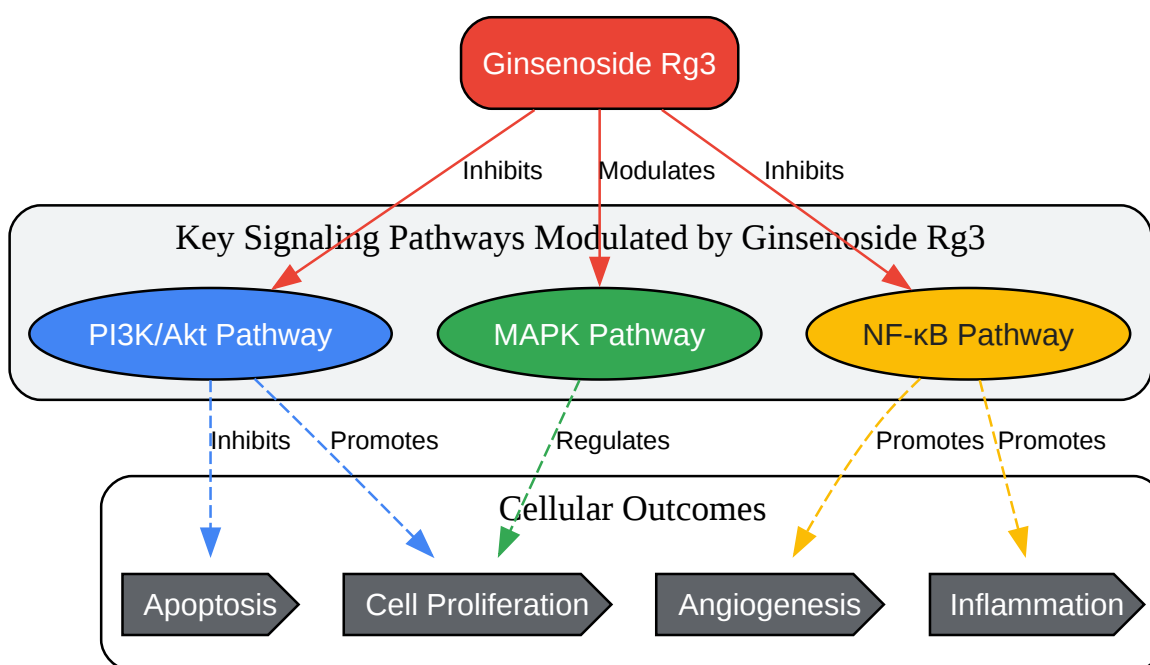 Ginsenoside Rg3
Inhibits
Modulates
Inhibits
Key Signaling Pathways Modulated by Ginsenoside Rg3
PI3K/Akt Pathway
MAPK Pathway
NF-κB Pathway
Inhibits
Promotes
Regulates
Promotes
Promotes
Cellular Outcomes
Apoptosis
Cell Proliferation
Angiogenesis
Inflammation